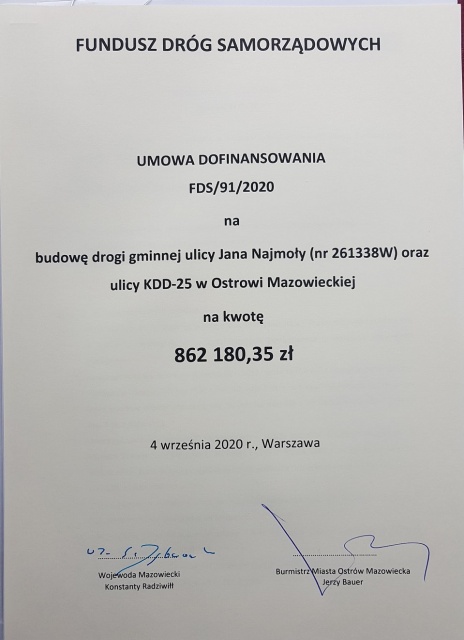 FUNDUSZ DRÓG SAMORZĄDOWYCH
UMOWA DOFINANSOWANIA
FDS/91/2020
na
budowę drogi gminnej ulicy Jana Najmoły (nr 261338W) oraz
ulicy KDD-25 w Ostrowi Mazowieckiej
na kwotę
862 180,35 zł
4 września 2020 r., Warszawa
Wojewoda Mazowiecki
Konstanty Radziwiłł
Burmistrz Miasta Ostrów Mazowiecka
Jerzy Bauer